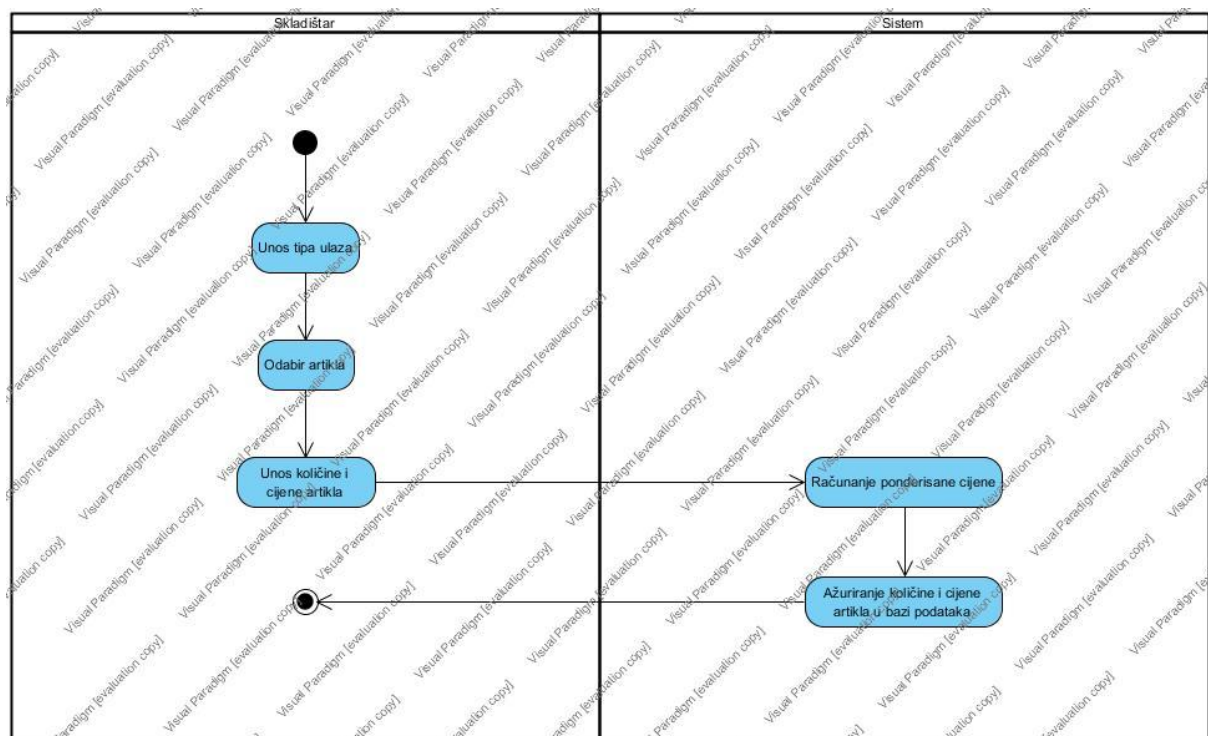 Skladištar
Sistem
Unos tipa ulaza
Odabir artikla
Unos količine i
cijene artikla
Računanje ponderisane cijene
Ažuriranje količine i cijene
artikla u bazi podataka
Visual Paradigm [evaluation copy]